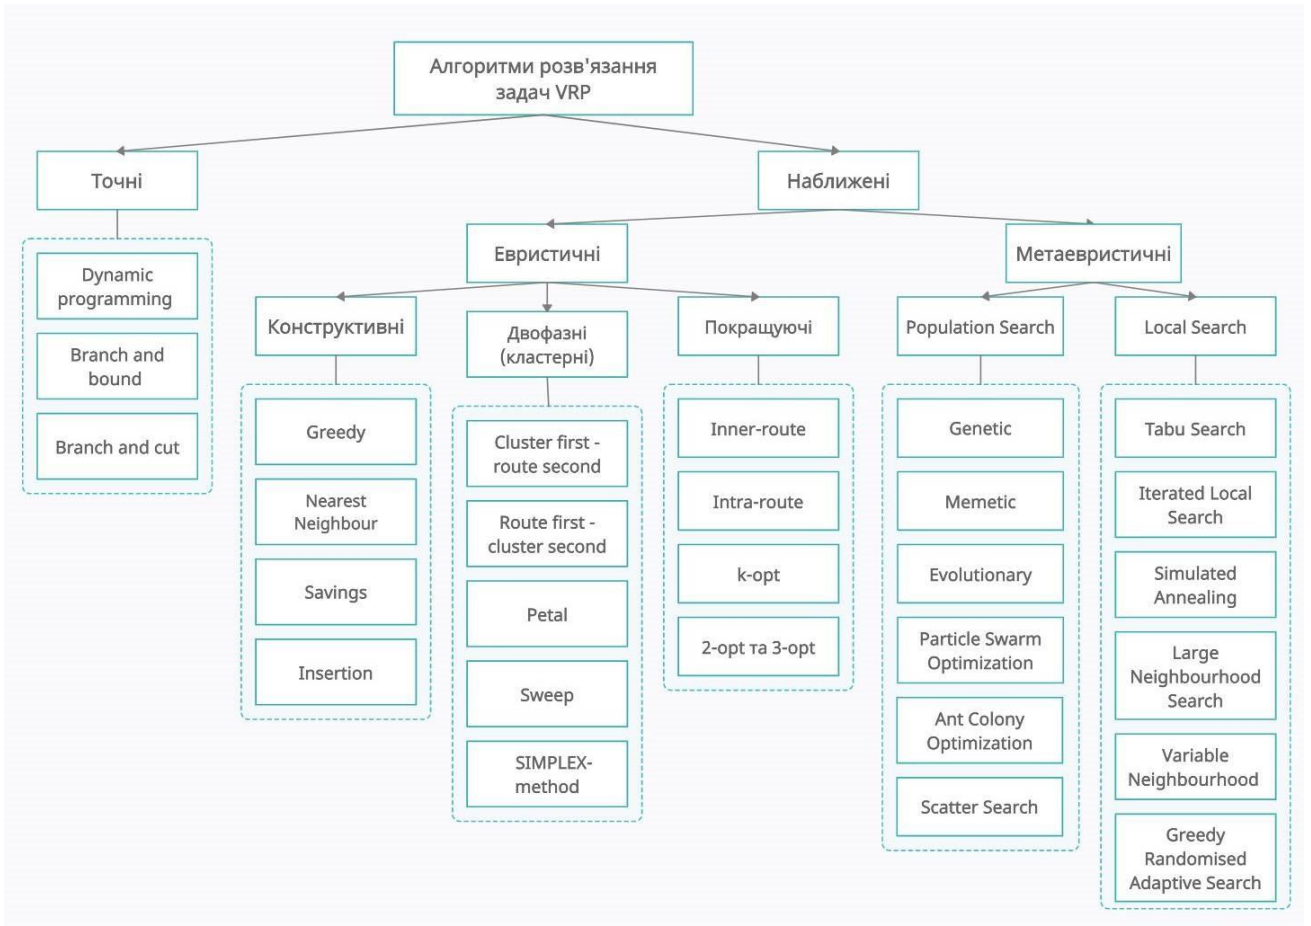 Алгоритми розв'язання
задач VRP
Точні
Наближені
Евристичні
Метаевристичні
Dynamic
programming
Branch and
bound
Branch and cut
Конструктивні
Двофазні
(кластерні)
Покращуючі
Population Search
Local Search
Greedy
Nearest
Neighbour
Savings
Insertion
Cluster first -
route second
Route first -
cluster second
Petal
Sweep
SIMPLEX-
method
Inner-route
Intra-route
k-opt
2-opt та 3-opt
Genetic
Memetic
Evolutionary
Particle Swarm
Optimization
Ant Colony
Optimization
Scatter Search
Tabu Search
Iterated Local
Search
Simulated
Annealing
Large
Neighbourhood
Search
Variable
Neighbourhood
Greedy
Randomised
Adaptive Search